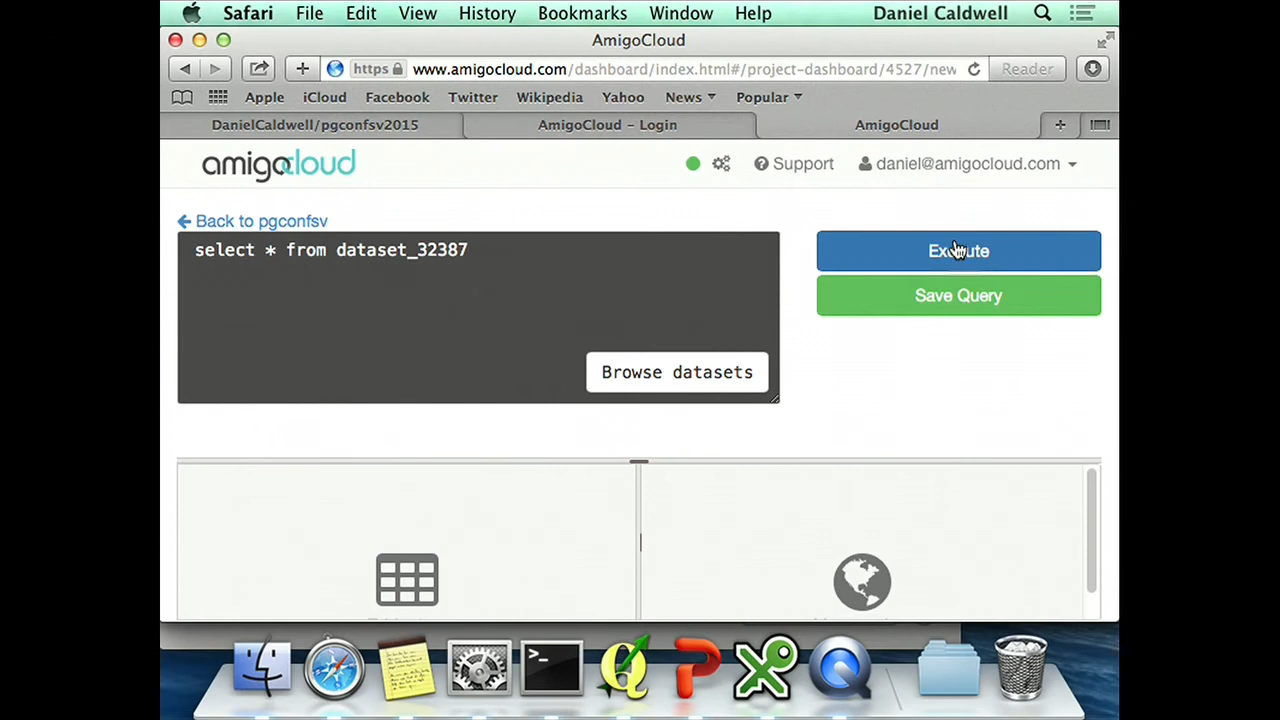 Safari File Edit View History Bookmarks Window Help Daniel Caldwell
AmigoCloud
https www.amigocloud.com/dashboard/index.html#/project-dashboard/4527/new Reader
Apple iCloud Facebook Twitter Wikipedia Yahoo News Popular
DanielCaldwell/pgconfsv2015 AmigoCloud - Login AmigoCloud
amigocloud Support daniel@amigocloud.com
Back to pgconfsv
select * from dataset_32387 Execute
Save Query
Browse datasets